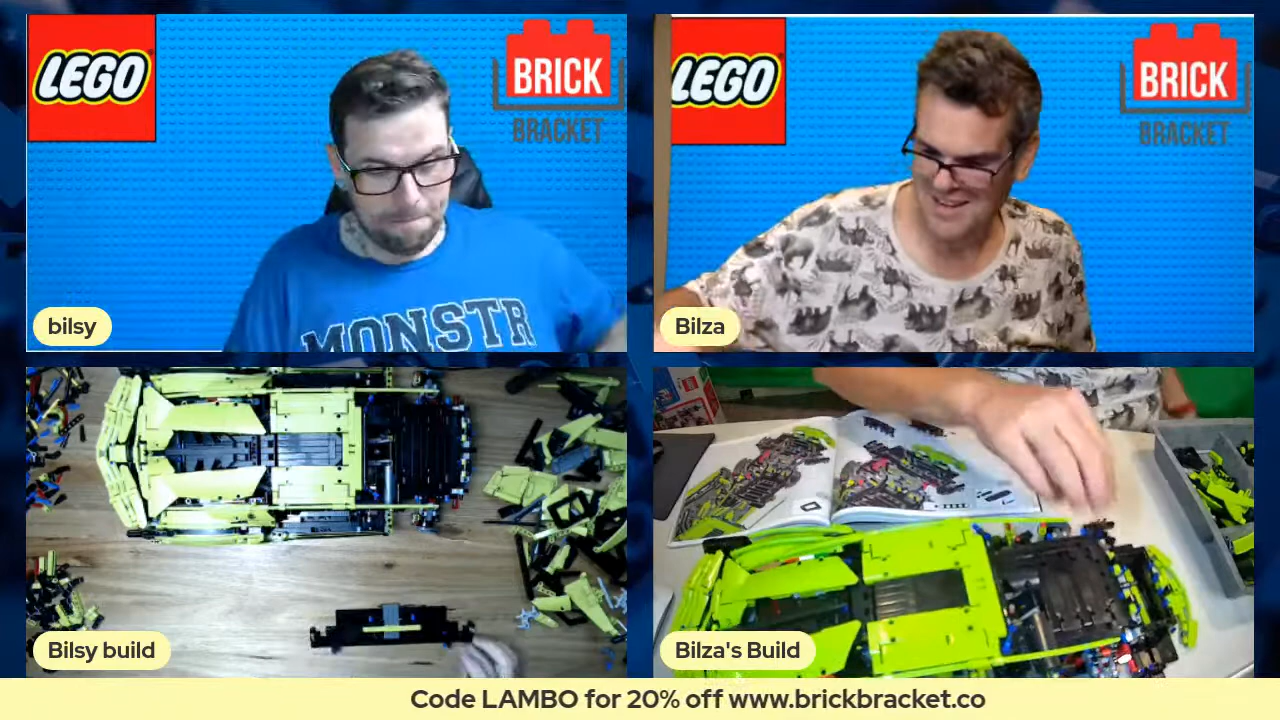 LEGO
BRICK
BRACKET
LEGO
BRICK
BRACKET
MONSTR
bilsy
Bilza
Bilsy build
Bilza's Build
Code LAMBO for 20% off www.brickbracket.co